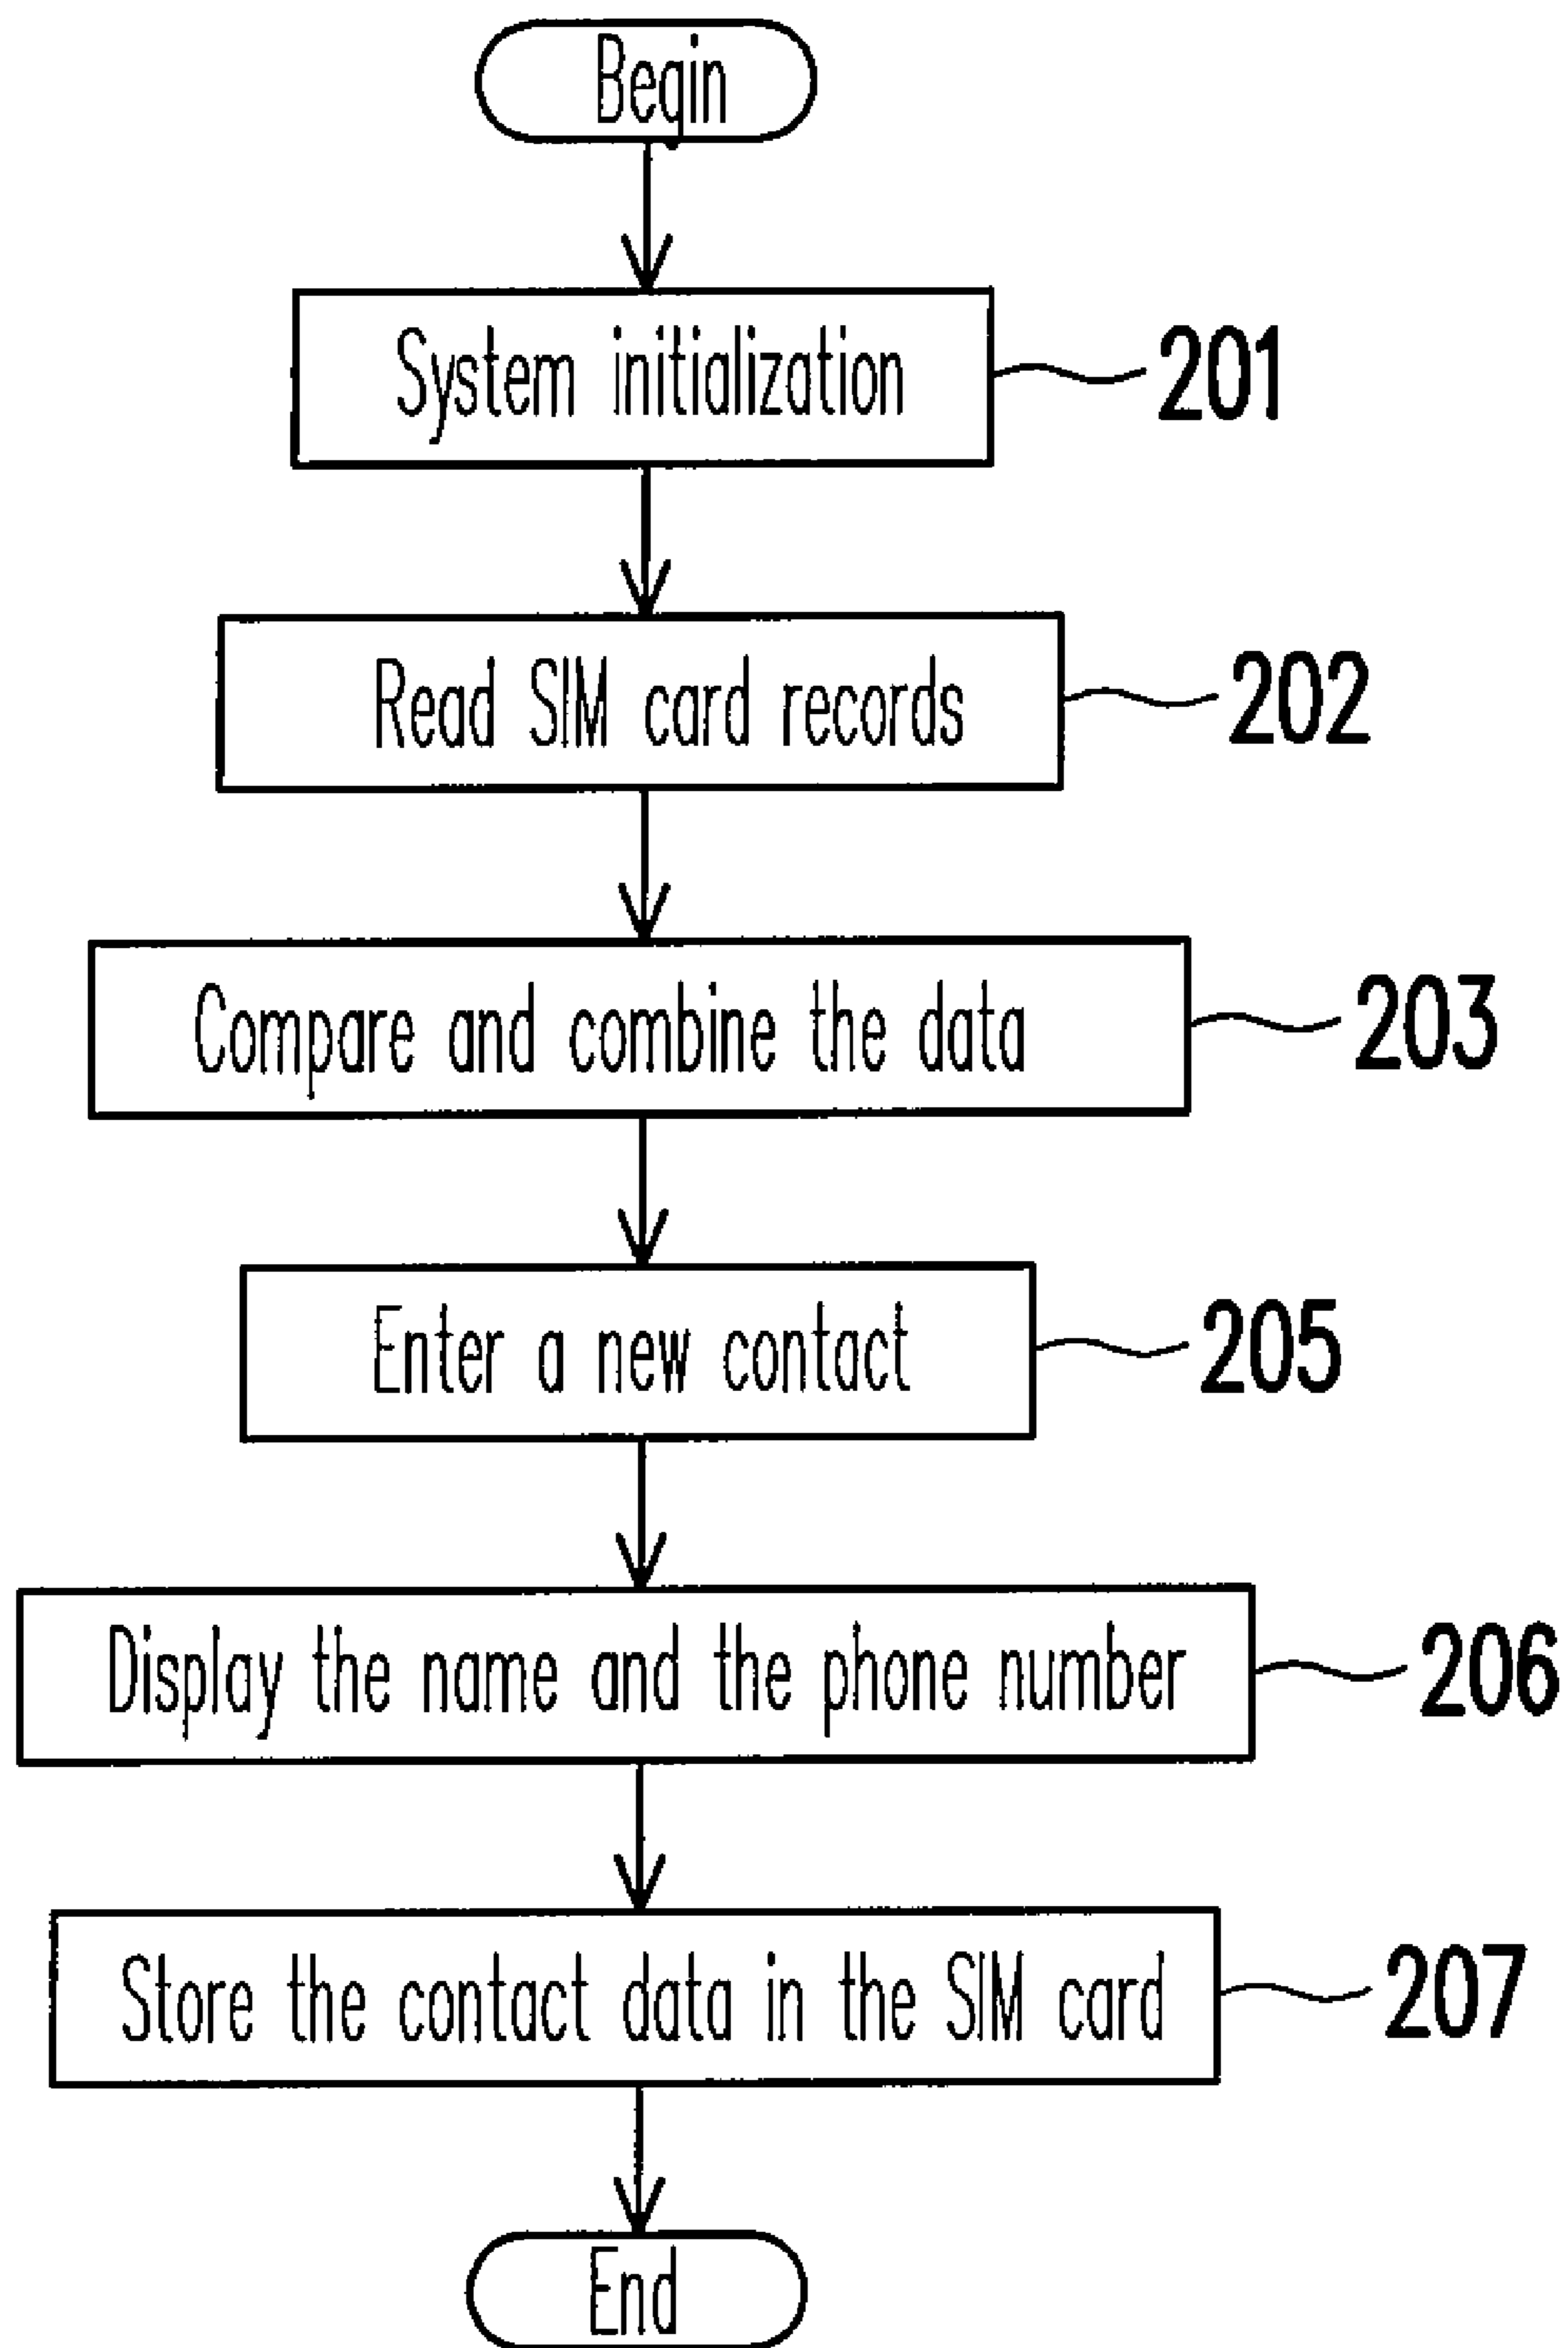 Begin
System initialization 201
Read SIM card records 202
Compare and combine the data 203
Enter a new contact 205
Display the name and the phone number 206
Store the contact data in the SIM card 207
End